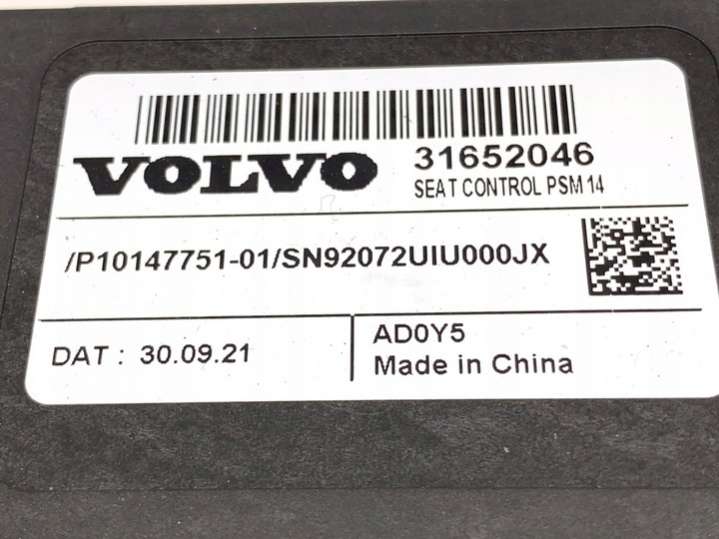 VOLVO 31652046
SEAT CONTROL PSM 14
/P10147751-01/SN92072UIU000JX
DAT : 30.09.21
AD0Y5
Made in China